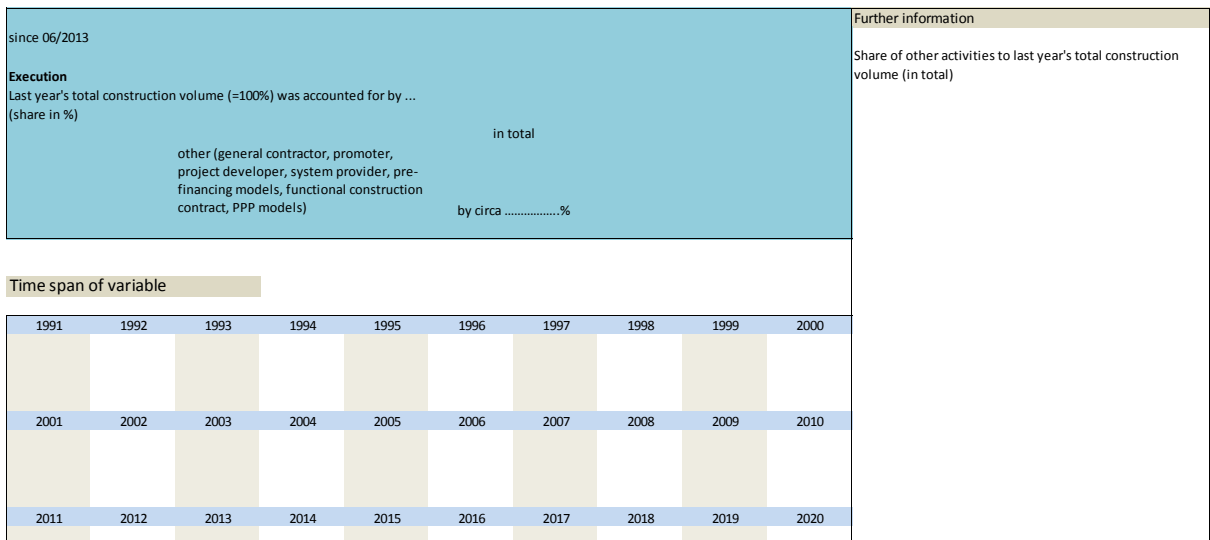 since 06/2013
Execution
Last year's total construction volume (=100%) was accounted for by ...
(share in %)
in total
other (general contractor, promoter,
project developer, system provider, pre-
financing models, functional construction
contract, PPP models)
by circa ……………..%
Further information
Share of other activities to last year's total construction
volume (in total)
Time span of variable
1991 1992 1993 1994 1995 1996 1997 1998 1999 2000
2001 2002 2003 2004 2005 2006 2007 2008 2009 2010
2011 2012 2013 2014 2015 2016 2017 2018 2019 2020